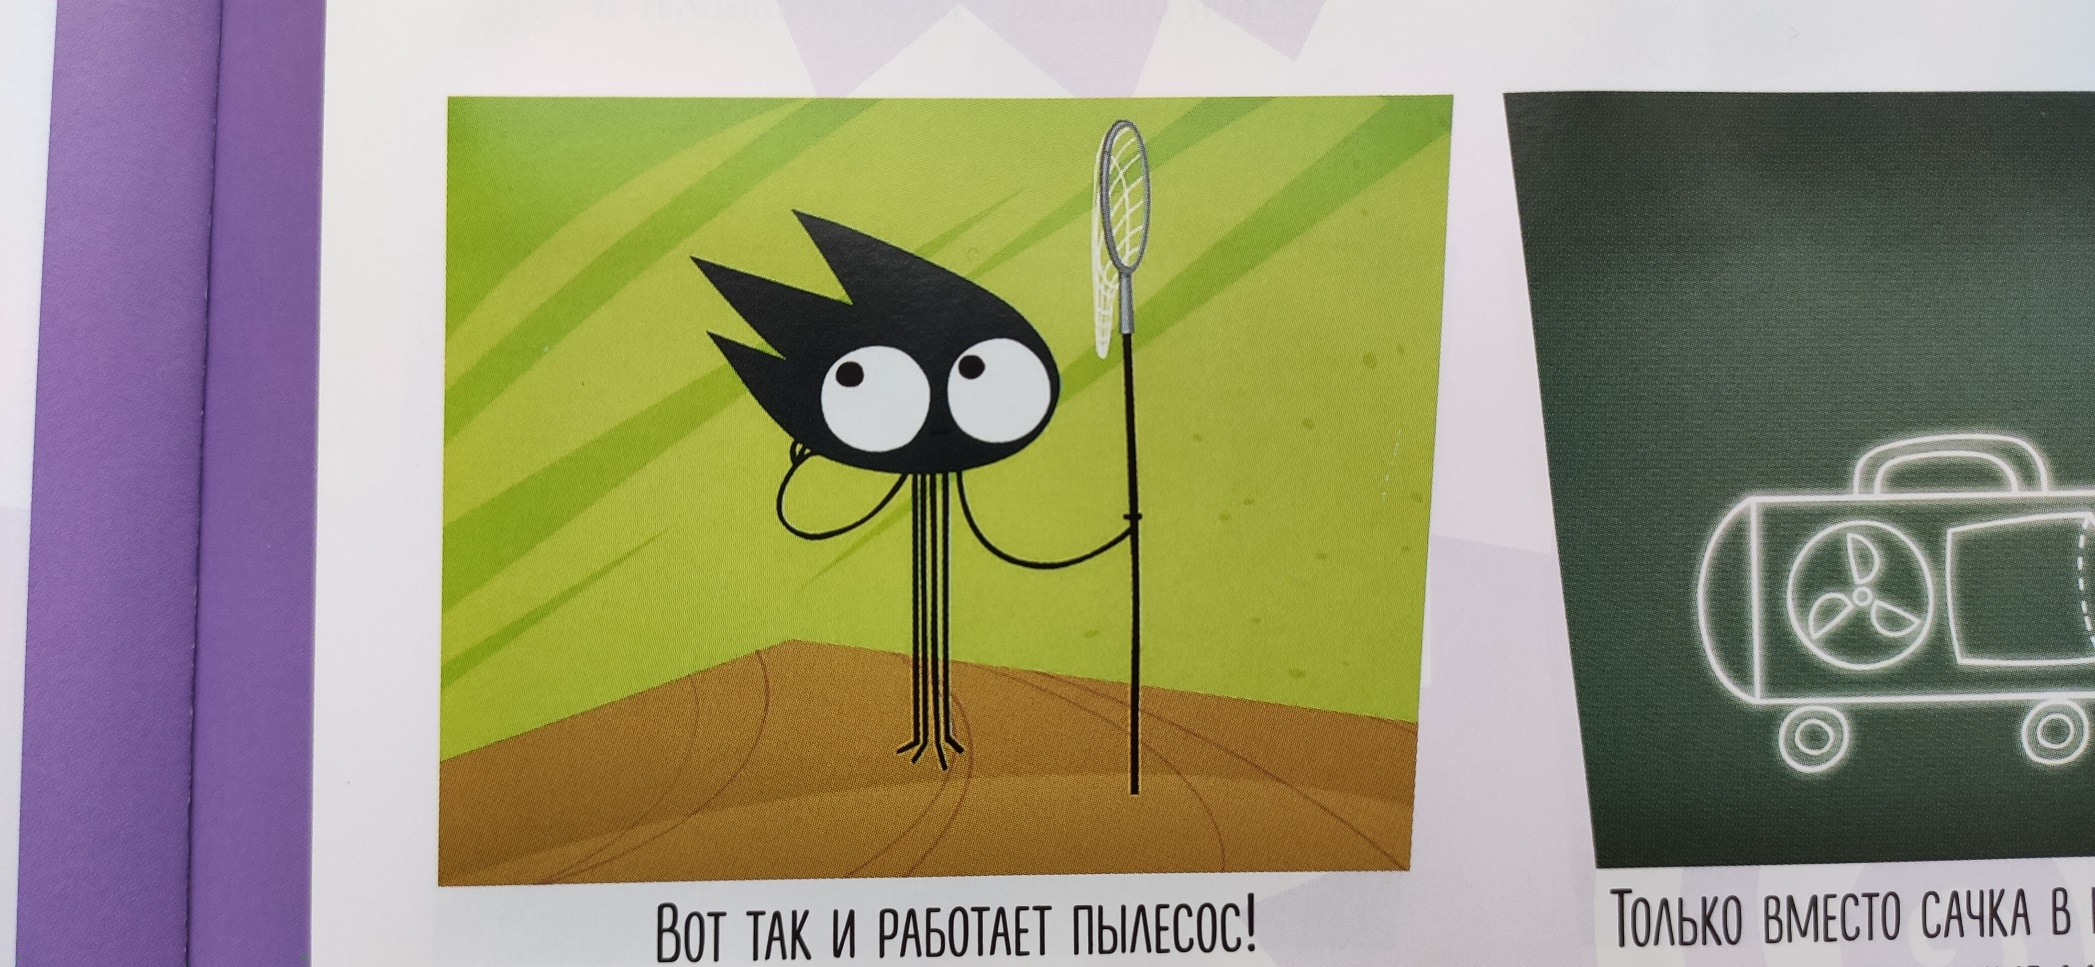 Вот так и работает пылесос!
Только вместо сачка в